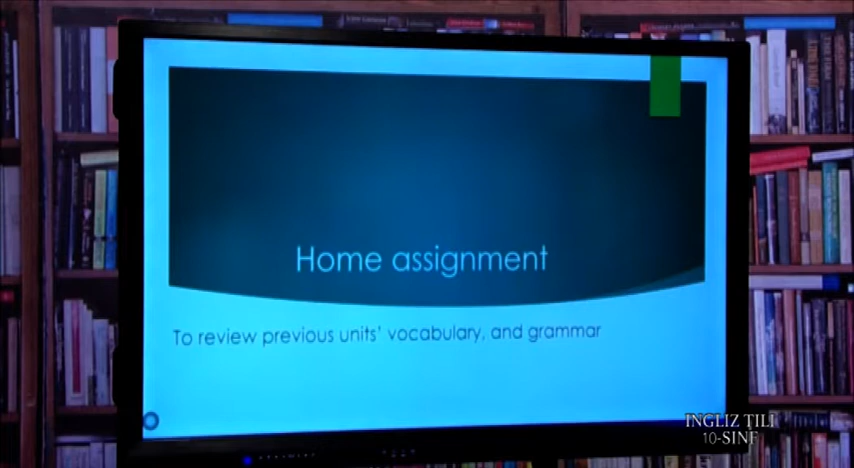 Home assignment
To review previous units' vocabulary, and grammar
INGLIZ TILI
10-SINF